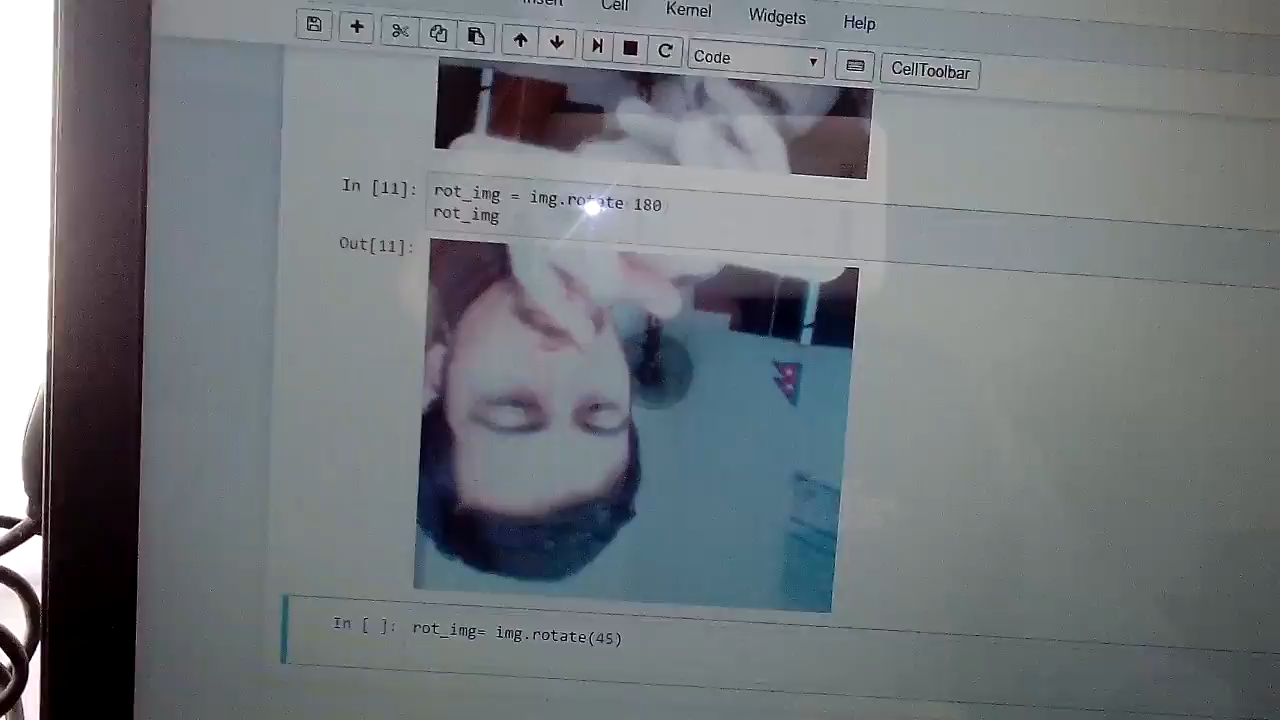 Insert Cell Kernel Widgets Help
Code CellToolbar
In [11]: rot_img = img.rotate 180
rot_img
Out[11]:
In [ ]: rot_img= img.rotate(45)